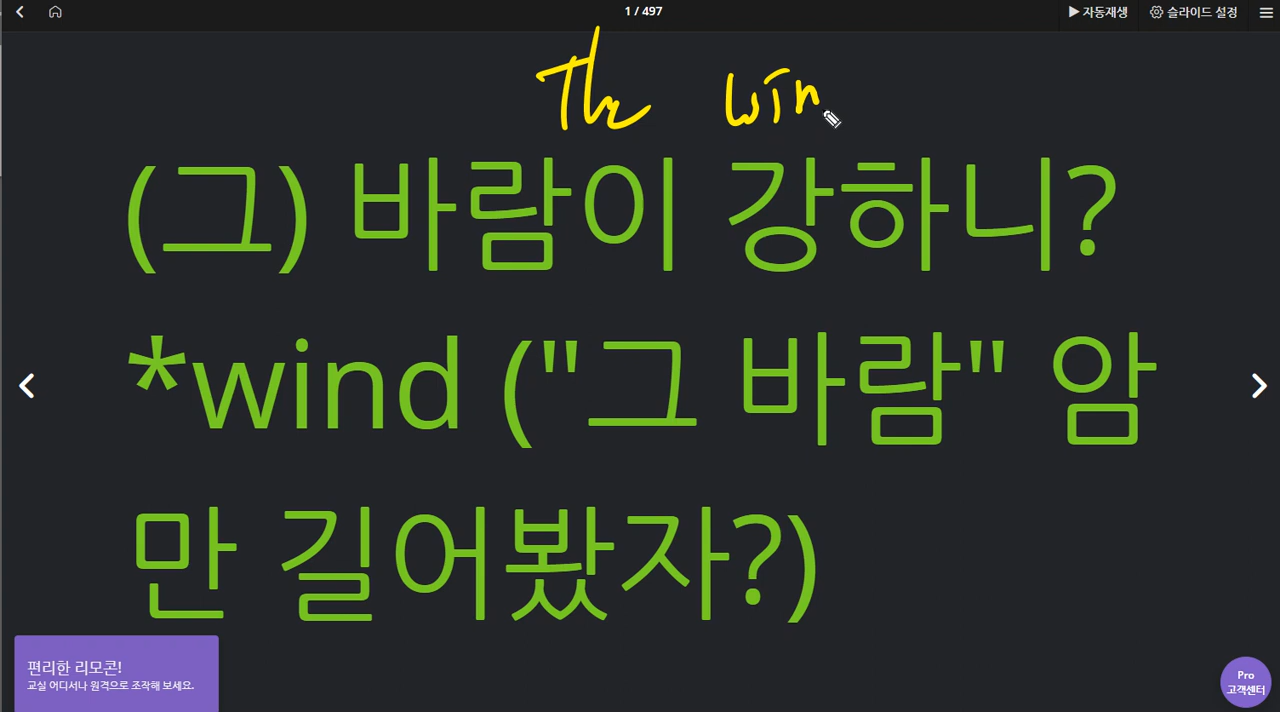 1 / 497
자동재생
슬라이드 설정
The win
(그) 바람이 강하니?
*wind ("그 바람" 암
만 길어봤자?)
편리한 리모콘!
교실 어디서나 원격으로 조작해 보세요.
Pro
고객센터